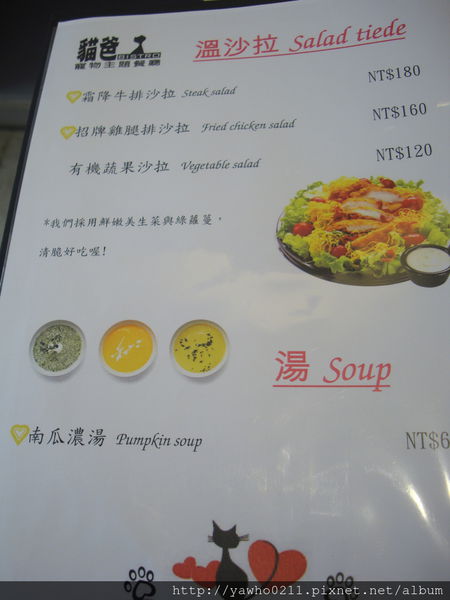 貓爸 BISTRO
寵物主題餐廳
溫沙拉 Salad tiede
霜降牛排沙拉 Steak salad NT$180
招牌雞腿排沙拉 Fried chicken salad NT$160
有機蔬果沙拉 Vegetable salad NT$120
*我們採用鮮嫩美生菜與綠蘿蔓，
清脆好吃喔!
湯 Soup
南瓜濃湯 Pumpkin soup NT$6
http://yawho0211.pixnet.net/album